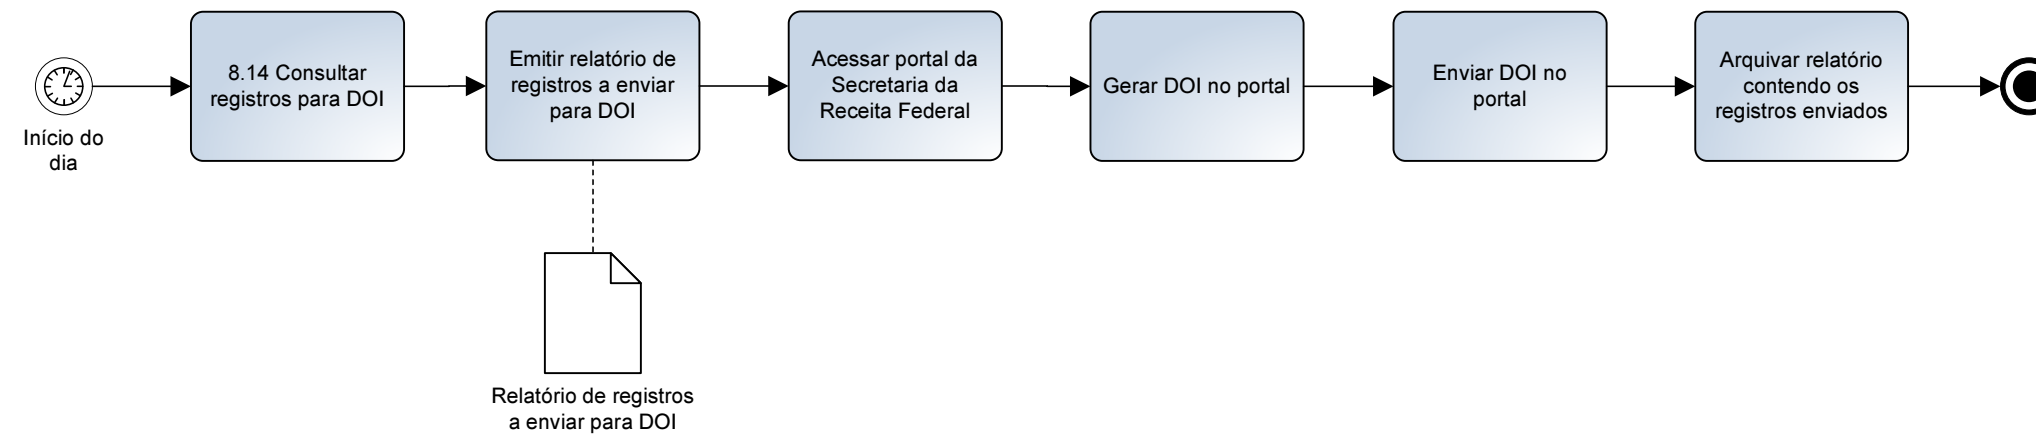 Início do
dia
8.14 Consultar
registros para DOI
Emitir relatório de
registros a enviar
para DOI
Relatório de registros
a enviar para DOI
Acessar portal da
Secretaria da
Receita Federal
Gerar DOI no portal
Enviar DOI no
portal
Arquivar relatório
contendo os
registros enviados